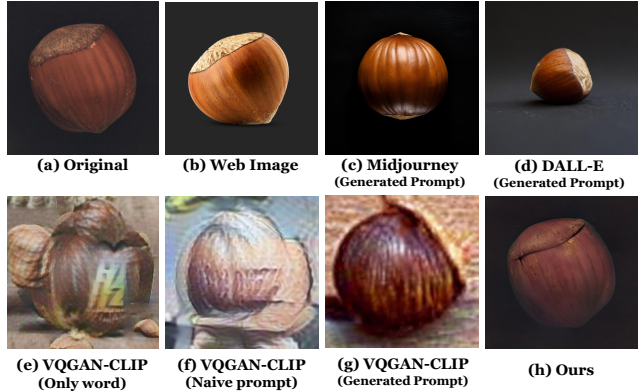 (a) Original
(b) Web Image
(c) Midjourney
(Generated Prompt)
(d) DALL-E
(Generated Prompt)
(e) VQGAN-CLIP
(Only word)
(f) VQGAN-CLIP
(Naive prompt)
(g) VQGAN-CLIP
(Generated Prompt)
(h) Ours